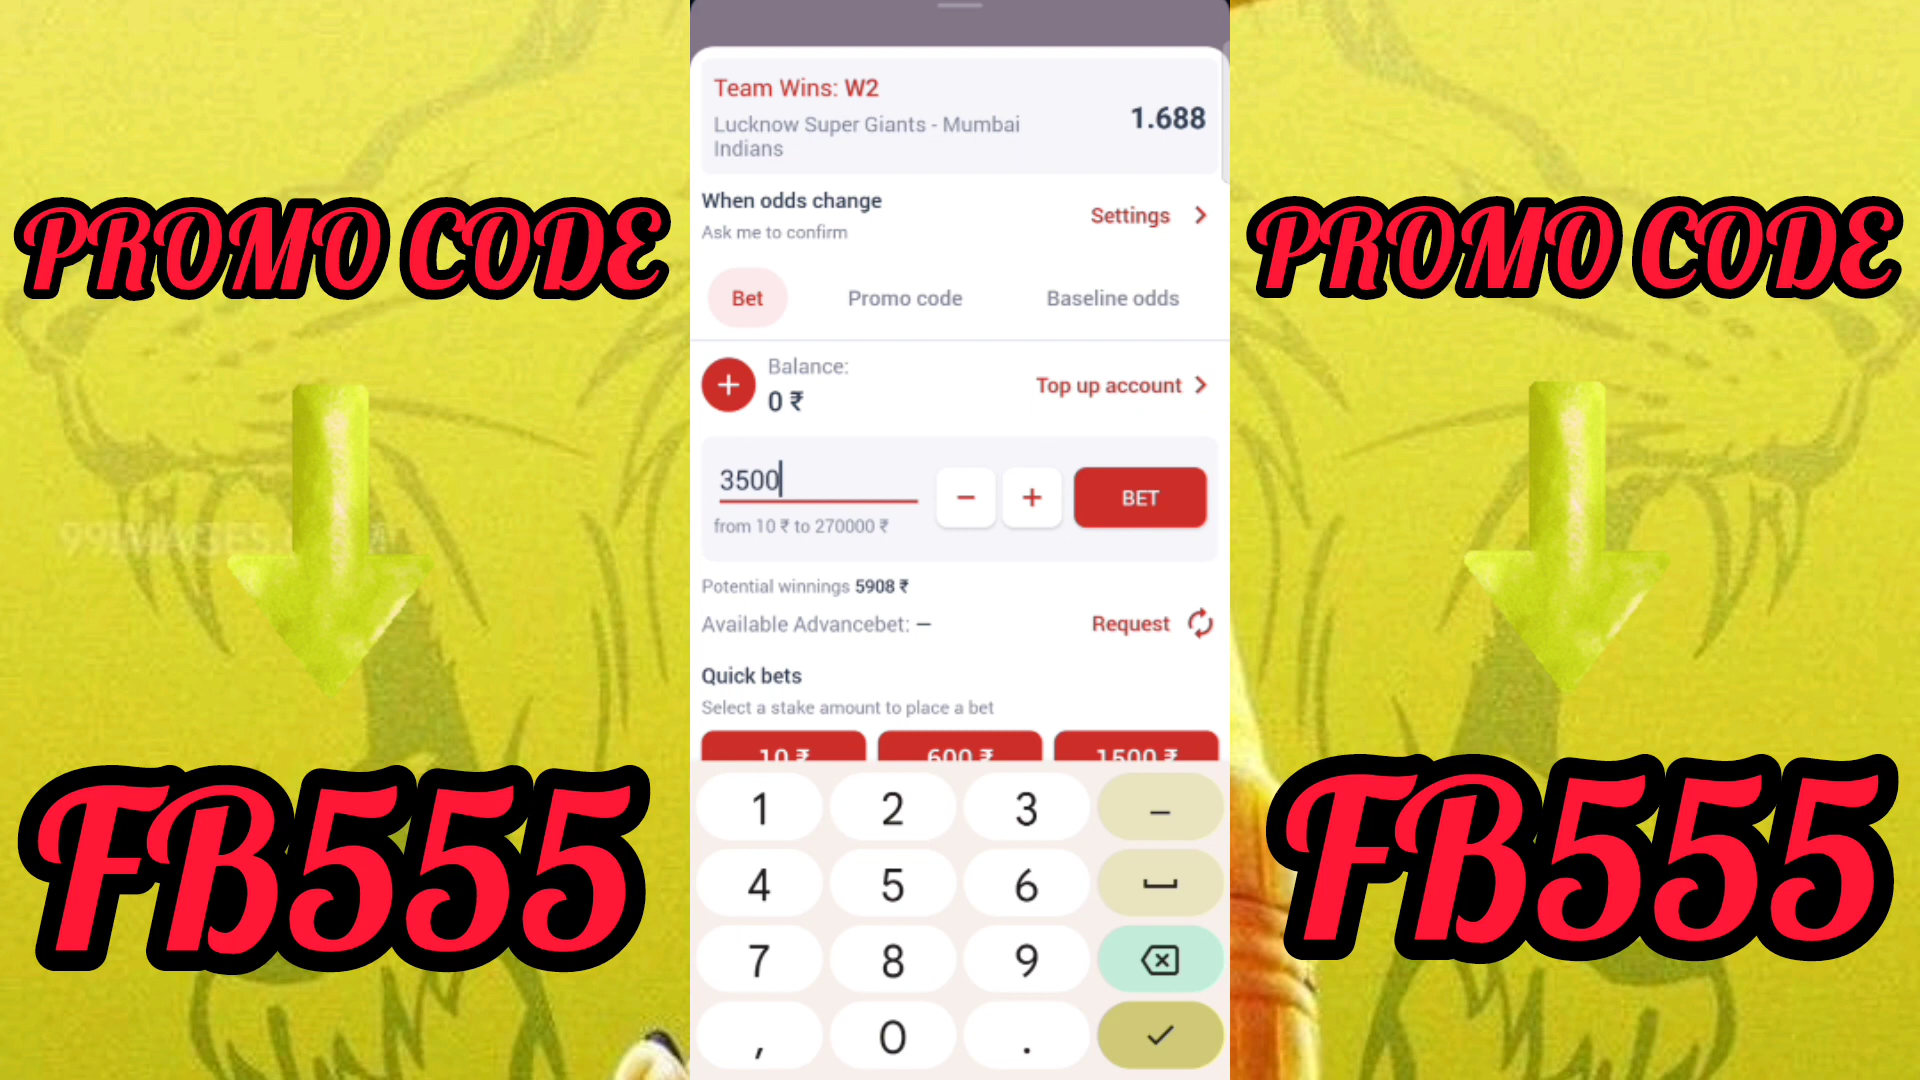 PROMO CODE
FB555
99IMAGES
Team Wins: W2
Lucknow Super Giants - Mumbai
Indians
1.688
When odds change
Ask me to confirm
Settings
Bet
Promo code
Baseline odds
Balance:
0 ₹
Top up account
3500
from 10 ₹ to 270000 ₹
BET
Potential winnings 5908 ₹
Available Advancebet: –
Request
Quick bets
Select a stake amount to place a bet
10 ₹
600 ₹
1500 ₹
1 2 3 –
4 5 6
7 8 9
, 0 .
PROMO CODE
FB555